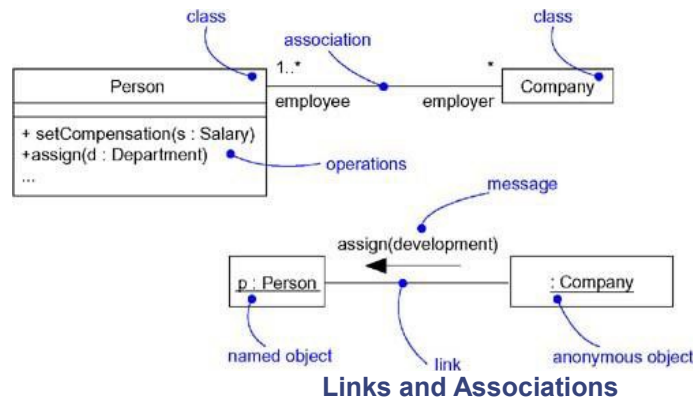 class
class
association
1..*
*
Person
Company
employee
employer
+ setCompensation(s : Salary)
+assign(d : Department)
...
operations
message
assign(development)
p : Person
: Company
named object
link
anonymous object
Links and Associations